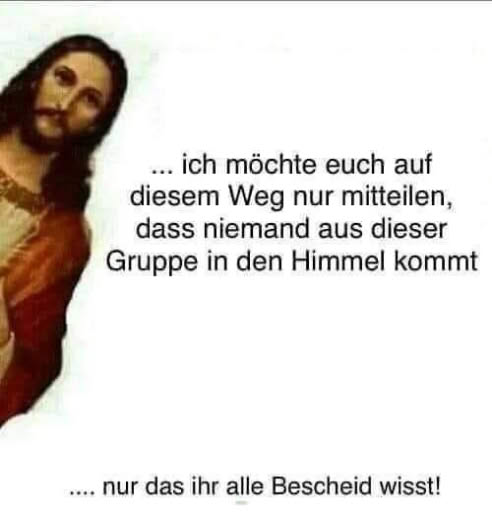 ... ich möchte euch auf
diesem Weg nur mitteilen,
dass niemand aus dieser
Gruppe in den Himmel kommt
.... nur das ihr alle Bescheid wisst!